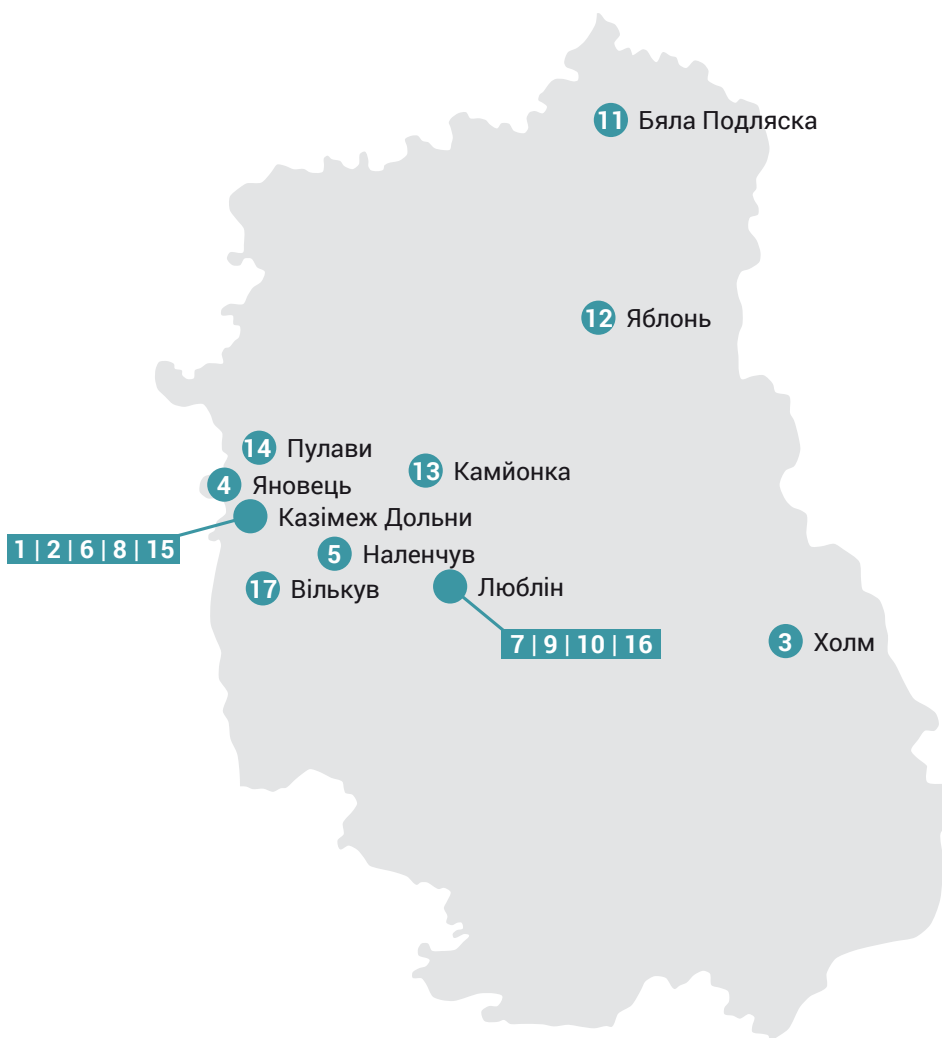 11 Бяла Подляска
12 Яблонь
14 Пулави
13 Камйонка
4 Яновець
Казімеж Дольни
1 | 2 | 6 | 8 | 15
5 Наленчув
17 Вількув
Люблін
7 | 9 | 10 | 16
3 Холм